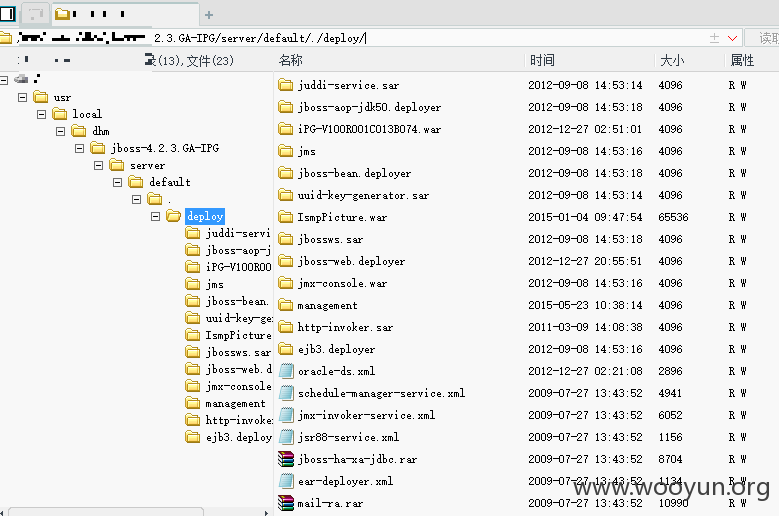 2.3.GA-IPG/server/default/./deploy/
读取
(13),文件(23)
名称 时间 大小 属性
usr
local
dhm
jboss-4.2.3.GA-IPG
server
default
.
deploy
juddi-servi
jboss-aop-j
iPG-V100R00
jms
jboss-bean.
uuid-key-ge
IsmpPicture
jbossws.sar
jboss-web.d
jmx-console
management
http-invoke
ejb3.deploy
juddi-service.sar 2012-09-08 14:53:14 4096 R W
jboss-aop-jdk50.deployer 2012-09-08 14:53:18 4096 R W
iPG-V100R001C013B074.war 2012-12-27 02:51:01 4096 R W
jms 2012-09-08 14:53:16 4096 R W
jboss-bean.deployer 2012-09-08 14:53:18 4096 R W
uuid-key-generator.sar 2012-09-08 14:53:15 4096 R W
IsmpPicture.war 2015-01-04 09:47:54 65536 R W
jbossws.sar 2012-09-08 14:53:18 4096 R W
jboss-web.deployer 2012-12-27 20:55:51 4096 R W
jmx-console.war 2012-09-08 14:53:18 4096 R W
management 2015-05-23 10:38:14 4096 R W
http-invoker.sar 2011-03-09 14:08:38 4096 R W
ejb3.deployer 2012-09-08 14:53:16 4096 R W
oracle-ds.xml 2012-12-27 02:21:08 2896 R W
schedule-manager-service.xml 2009-07-27 13:43:52 4941 R W
jmx-invoker-service.xml 2009-07-27 13:43:52 6052 R W
jsr88-service.xml 2009-07-27 13:43:52 1156 R W
jboss-ha-xa-jdbc.rar 2009-07-27 13:43:52 8704 R W
ear-deployer.xml 2009-07-27 13:43:52 1134 R W
mail-ra.rar 2009-07-27 13:43:52 10990 R W
www.wooyun.org